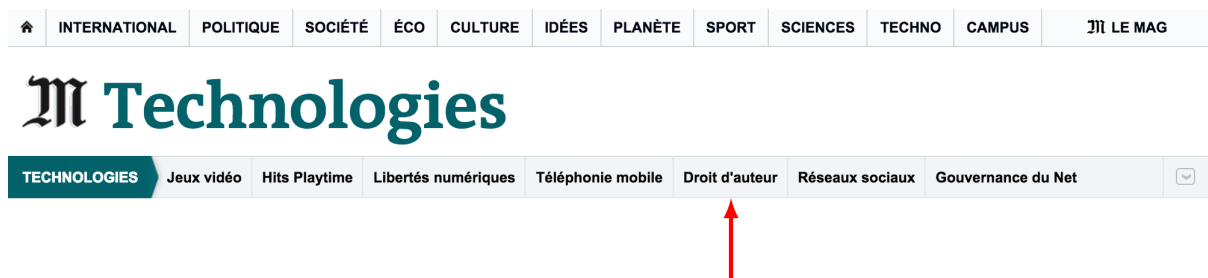 INTERNATIONAL POLITIQUE SOCIÉTÉ ÉCO CULTURE IDÉES PLANÈTE SPORT SCIENCES TECHNO CAMPUS M LE MAG
M Technologies
TECHNOLOGIES Jeux vidéo Hits Playtime Libertés numériques Téléphonie mobile Droit d'auteur Réseaux sociaux Gouvernance du Net